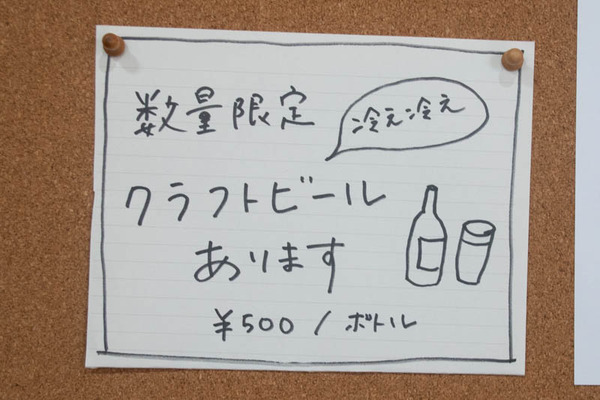 数量限定
冷え冷え
クラフトビール
あります
¥500 / ボトル